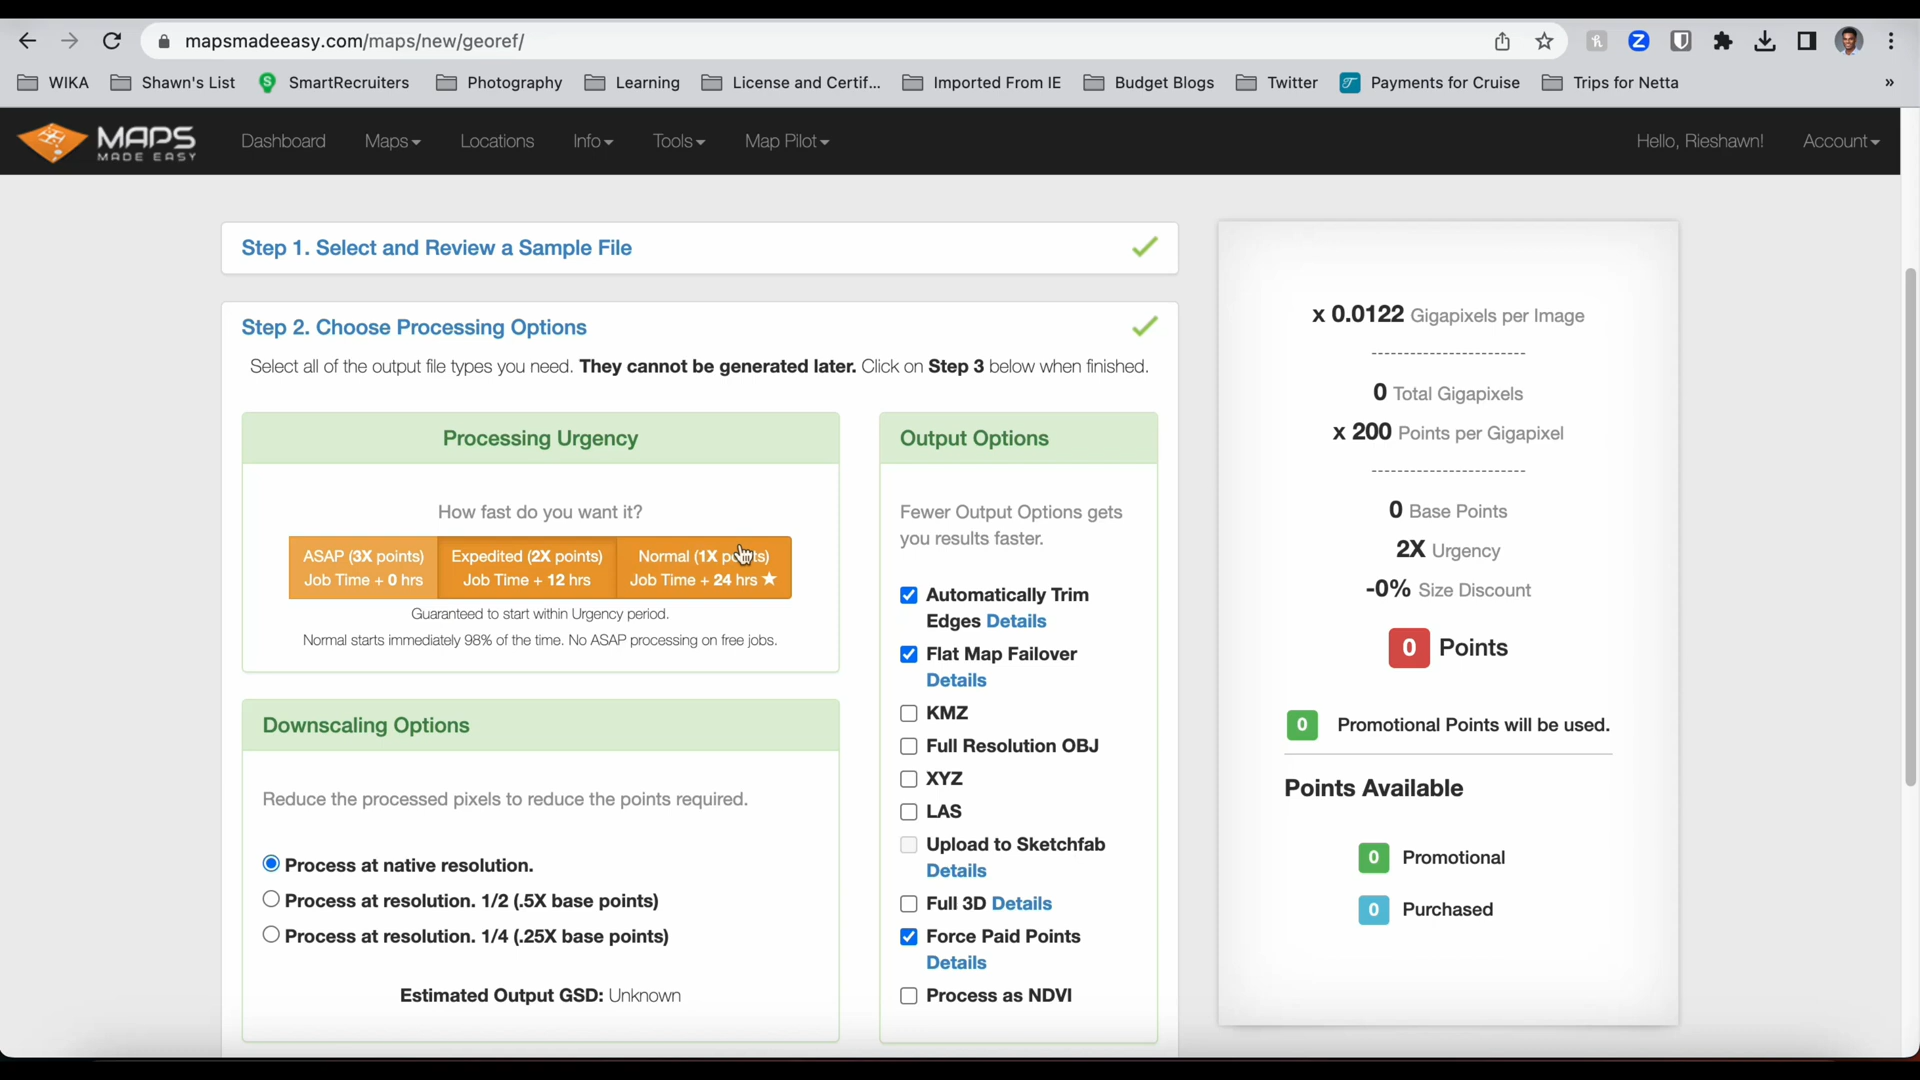 mapsmadeeasy.com/maps/new/georef/
WIKA
Shawn's List
SmartRecruiters
Photography
Learning
License and Certif...
Imported From IE
Budget Blogs
Twitter
Payments for Cruise
Trips for Netta
»
MAPS
MADE EASY
Dashboard
Maps
Locations
Info
Tools
Map Pilot
Hello, Rieshawn!
Account
Step 1. Select and Review a Sample File
Step 2. Choose Processing Options
Select all of the output file types you need. They cannot be generated later. Click on Step 3 below when finished.
Processing Urgency
How fast do you want it?
ASAP (3X points)
Job Time + 0 hrs
Expedited (2X points)
Job Time + 12 hrs
Normal (1X points)
Job Time + 24 hrs ★
Guaranteed to start within Urgency period.
Normal starts immediately 98% of the time. No ASAP processing on free jobs.
Downscaling Options
Reduce the processed pixels to reduce the points required.
Process at native resolution.
Process at resolution. 1/2 (.5X base points)
Process at resolution. 1/4 (.25X base points)
Estimated Output GSD: Unknown
Output Options
Fewer Output Options gets
you results faster.
Automatically Trim
Edges Details
Flat Map Failover
Details
KMZ
Full Resolution OBJ
XYZ
LAS
Upload to Sketchfab
Details
Full 3D Details
Force Paid Points
Details
Process as NDVI
x 0.0122 Gigapixels per Image
------------------------
0 Total Gigapixels
x 200 Points per Gigapixel
------------------------
0 Base Points
2X Urgency
-0% Size Discount
0 Points
0 Promotional Points will be used.
Points Available
0 Promotional
0 Purchased